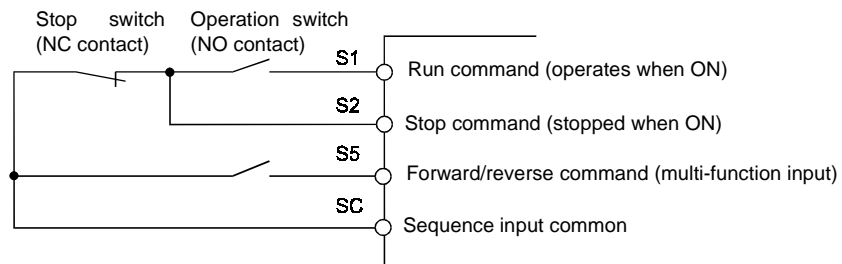 Stop switch
(NC contact)
Operation switch
(NO contact)
S1
Run command (operates when ON)
S2
Stop command (stopped when ON)
S5
Forward/reverse command (multi-function input)
SC
Sequence input common